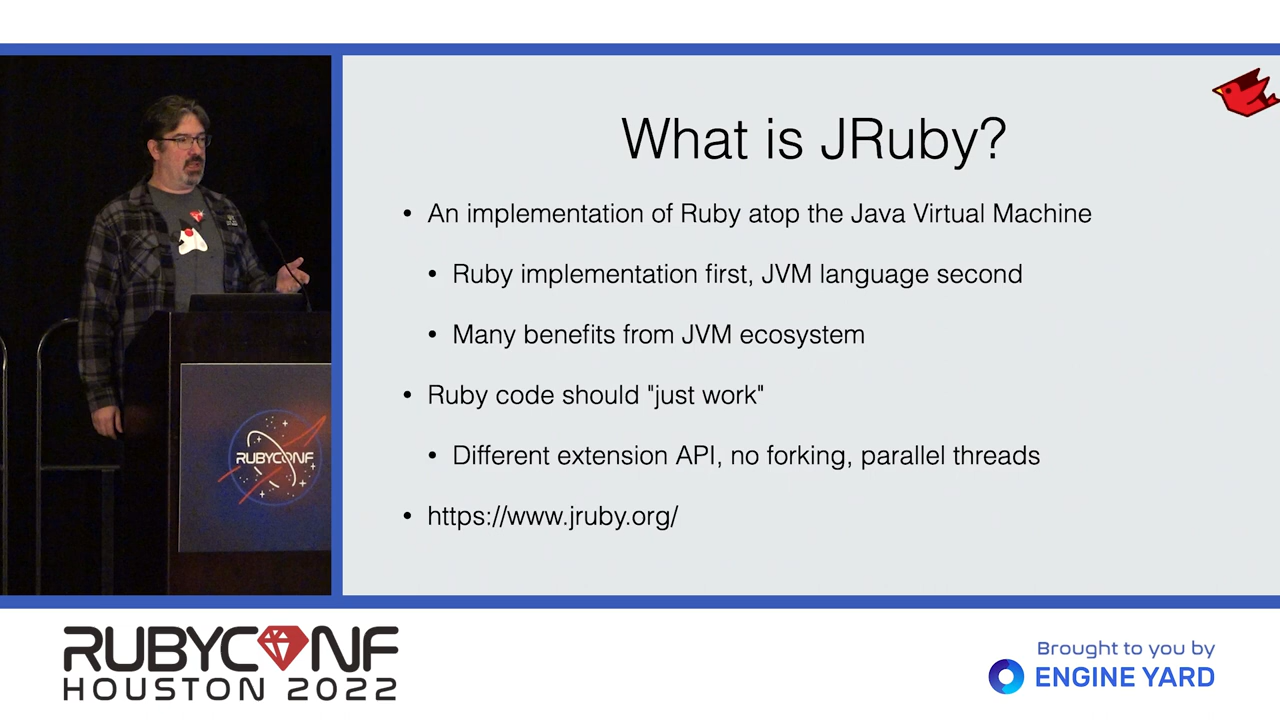 What is JRuby?
• An implementation of Ruby atop the Java Virtual Machine
• Ruby implementation first, JVM language second
• Many benefits from JVM ecosystem
• Ruby code should "just work"
• Different extension API, no forking, parallel threads
• https://www.jruby.org/
RUBYCONF
RUBYCONF
HOUSTON 2022
Brought to you by
ENGINE YARD